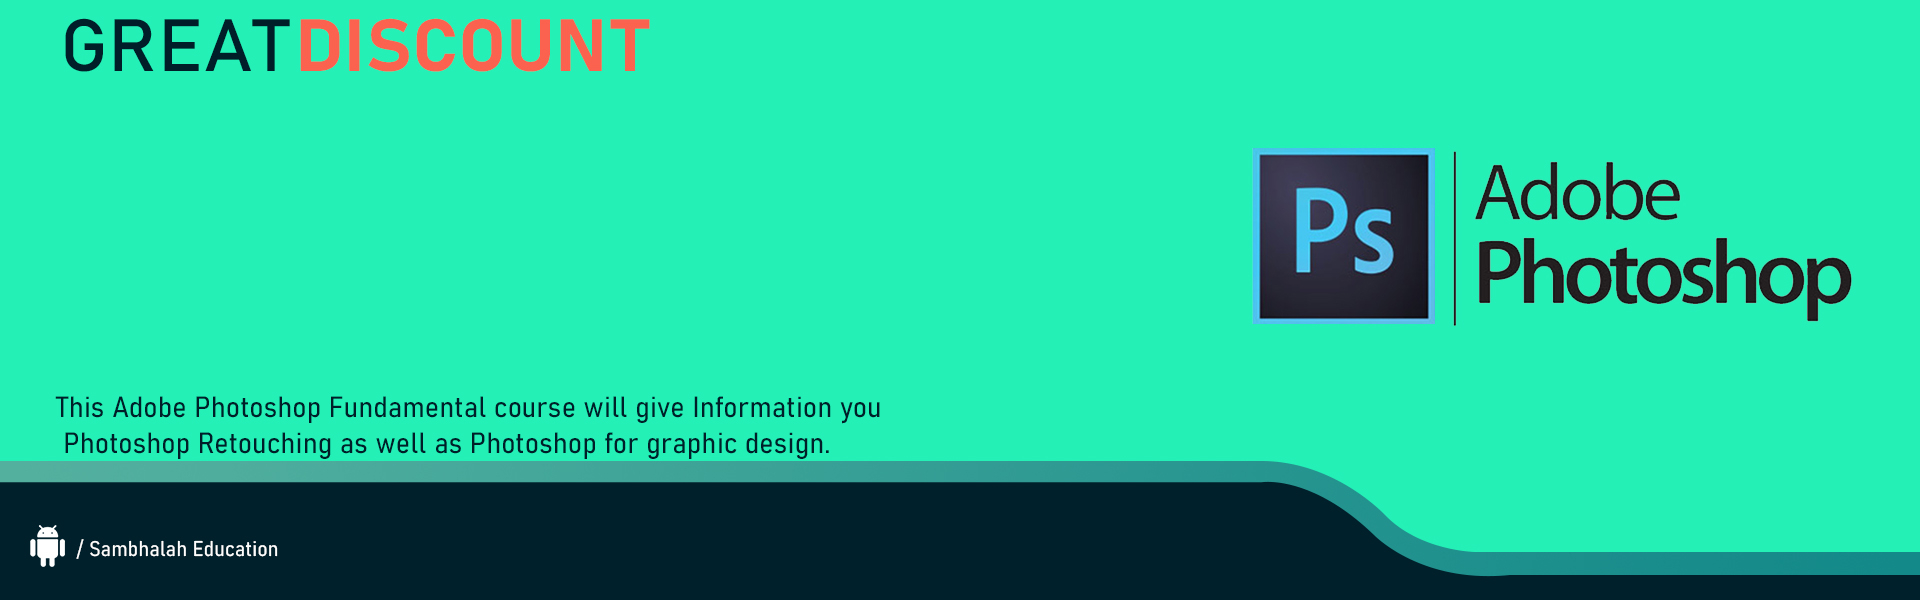 GREATDISCOUNT
Ps
Adobe
Photoshop
This Adobe Photoshop Fundamental course will give Information you
Photoshop Retouching as well as Photoshop for graphic design.
/ Sambhalah Education